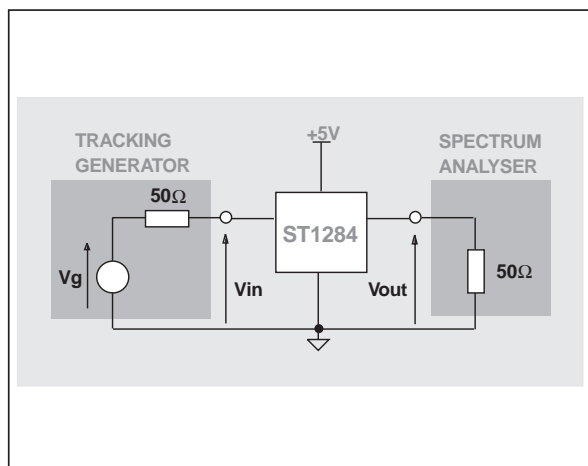 TRACKING
GENERATOR
+5V
SPECTRUM
ANALYSER
50Ω
ST1284
Vg
Vin
Vout
50Ω